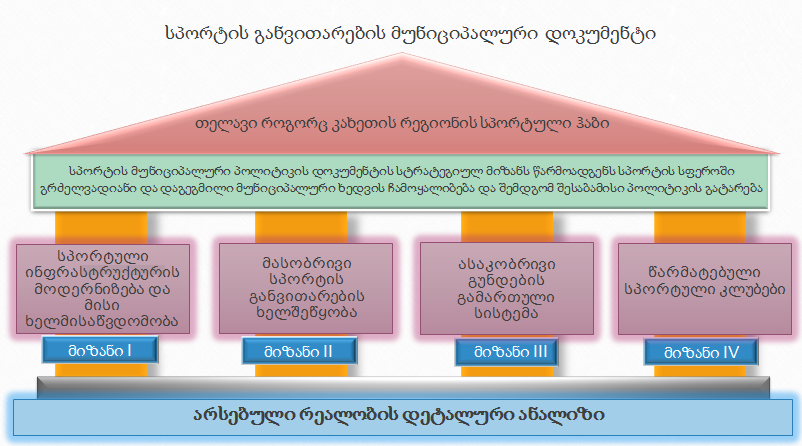 სპორტის განვითარების მუნიციპალური დოკუმენტი
თელავი როგორც კახეთის რეგიონის სპორტული ჰაბი
სპორტის მუნიციპალური პოლიტიკის დოკუმენტის სტრატეგიულ მიზანს წარმოადგენს სპორტის სფეროში
გრძელვადიანი და დაგეგმილი მუნიციპალური ხედვის ჩამოყალიბება და შემდგომ შესაბამისი პოლიტიკის გატარება
სპორტული
ინფრასტრუქტურის
მოდერნიზება და
მისი
ხელმისაწვდომობა
მიზანი I
მასობრივი
სპორტის
განვითარების
ხელშეწყობა
მიზანი II
ასაკობრივი
გუნდების
გამართული
სისტემა
მიზანი III
წარმატებული
სპორტული კლუბები
მიზანი IV
არსებული რეალობის დეტალური ანალიზი